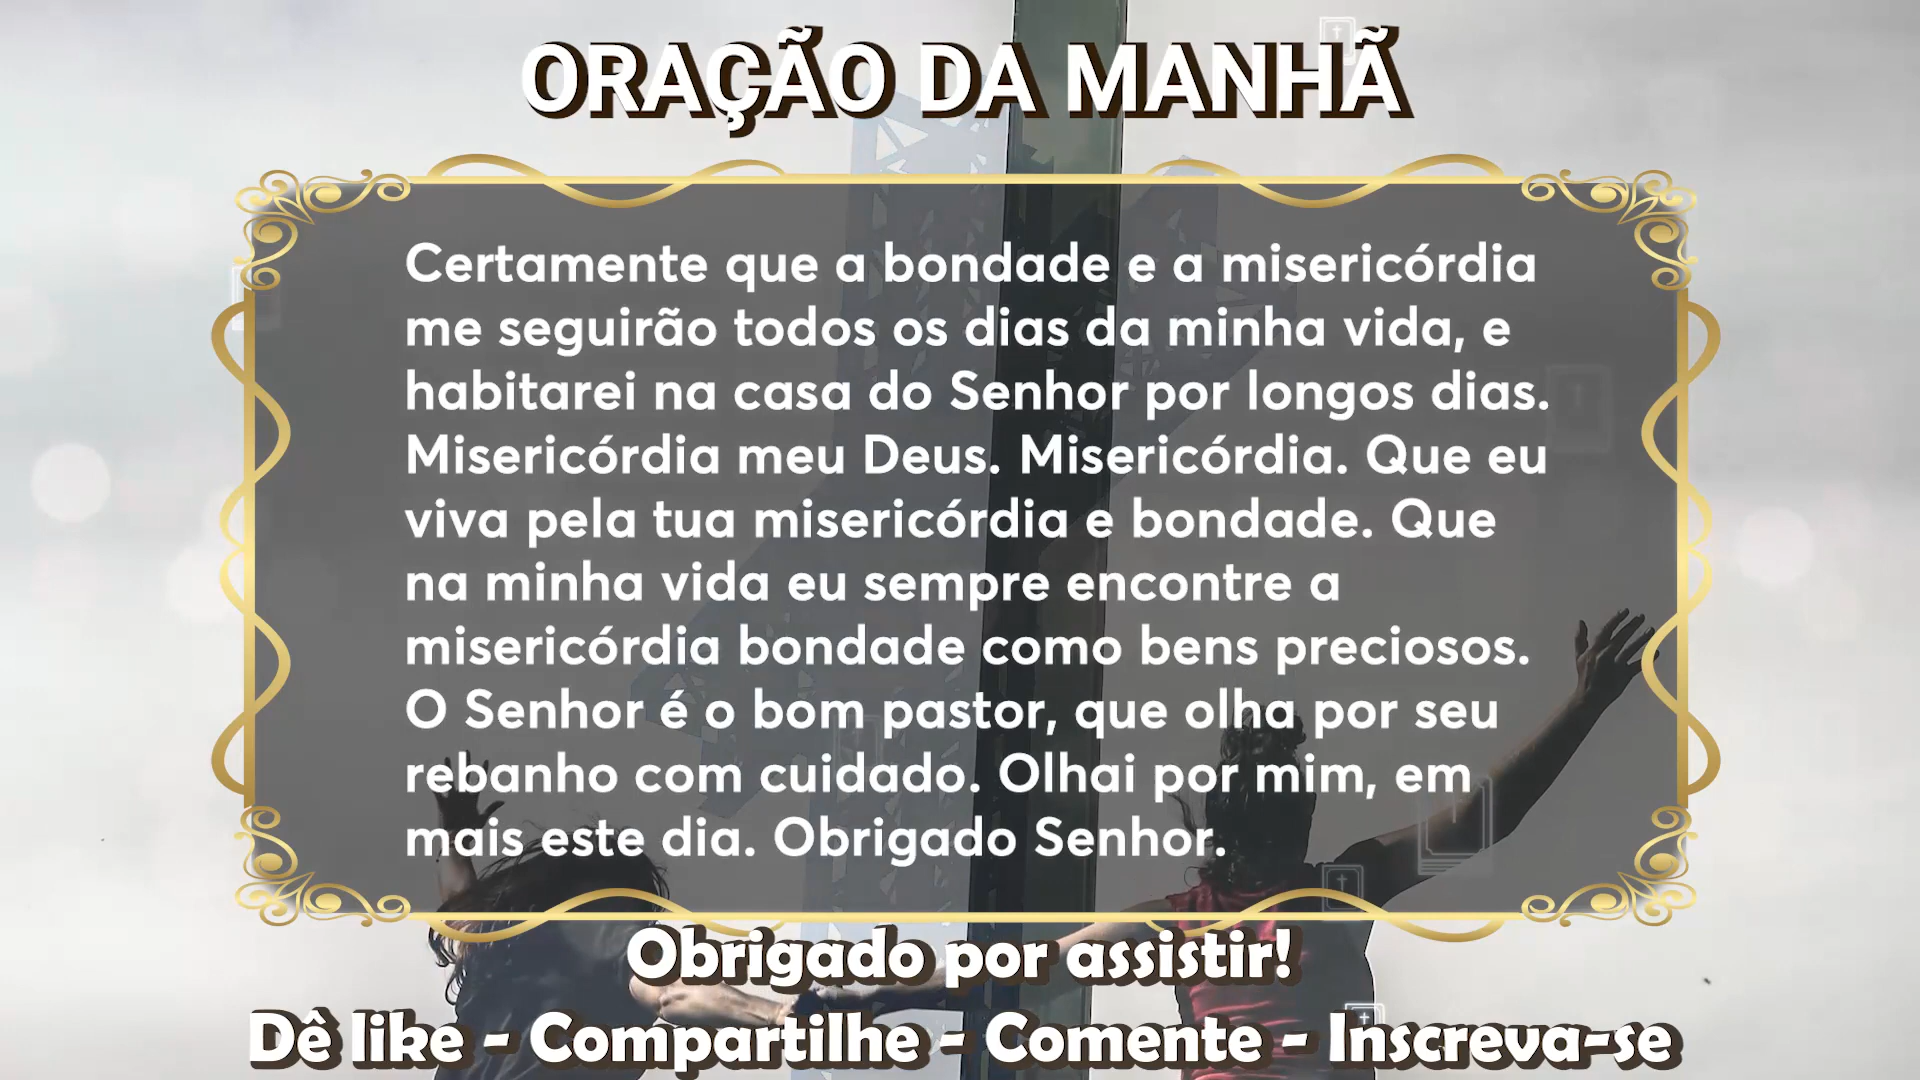 ORAÇÃO DA MANHÃ
Certamente que a bondade e a misericórdia
me seguirão todos os dias da minha vida, e
habitarei na casa do Senhor por longos dias.
Misericórdia meu Deus. Misericórdia. Que eu
viva pela tua misericórdia e bondade. Que
na minha vida eu sempre encontre a
misericórdia bondade como bens preciosos.
O Senhor é o bom pastor, que olha por seu
rebanho com cuidado. Olhai por mim, em
mais este dia. Obrigado Senhor.
Obrigado por assistir!
Dê like - Compartilhe - Comente - Inscreva-se